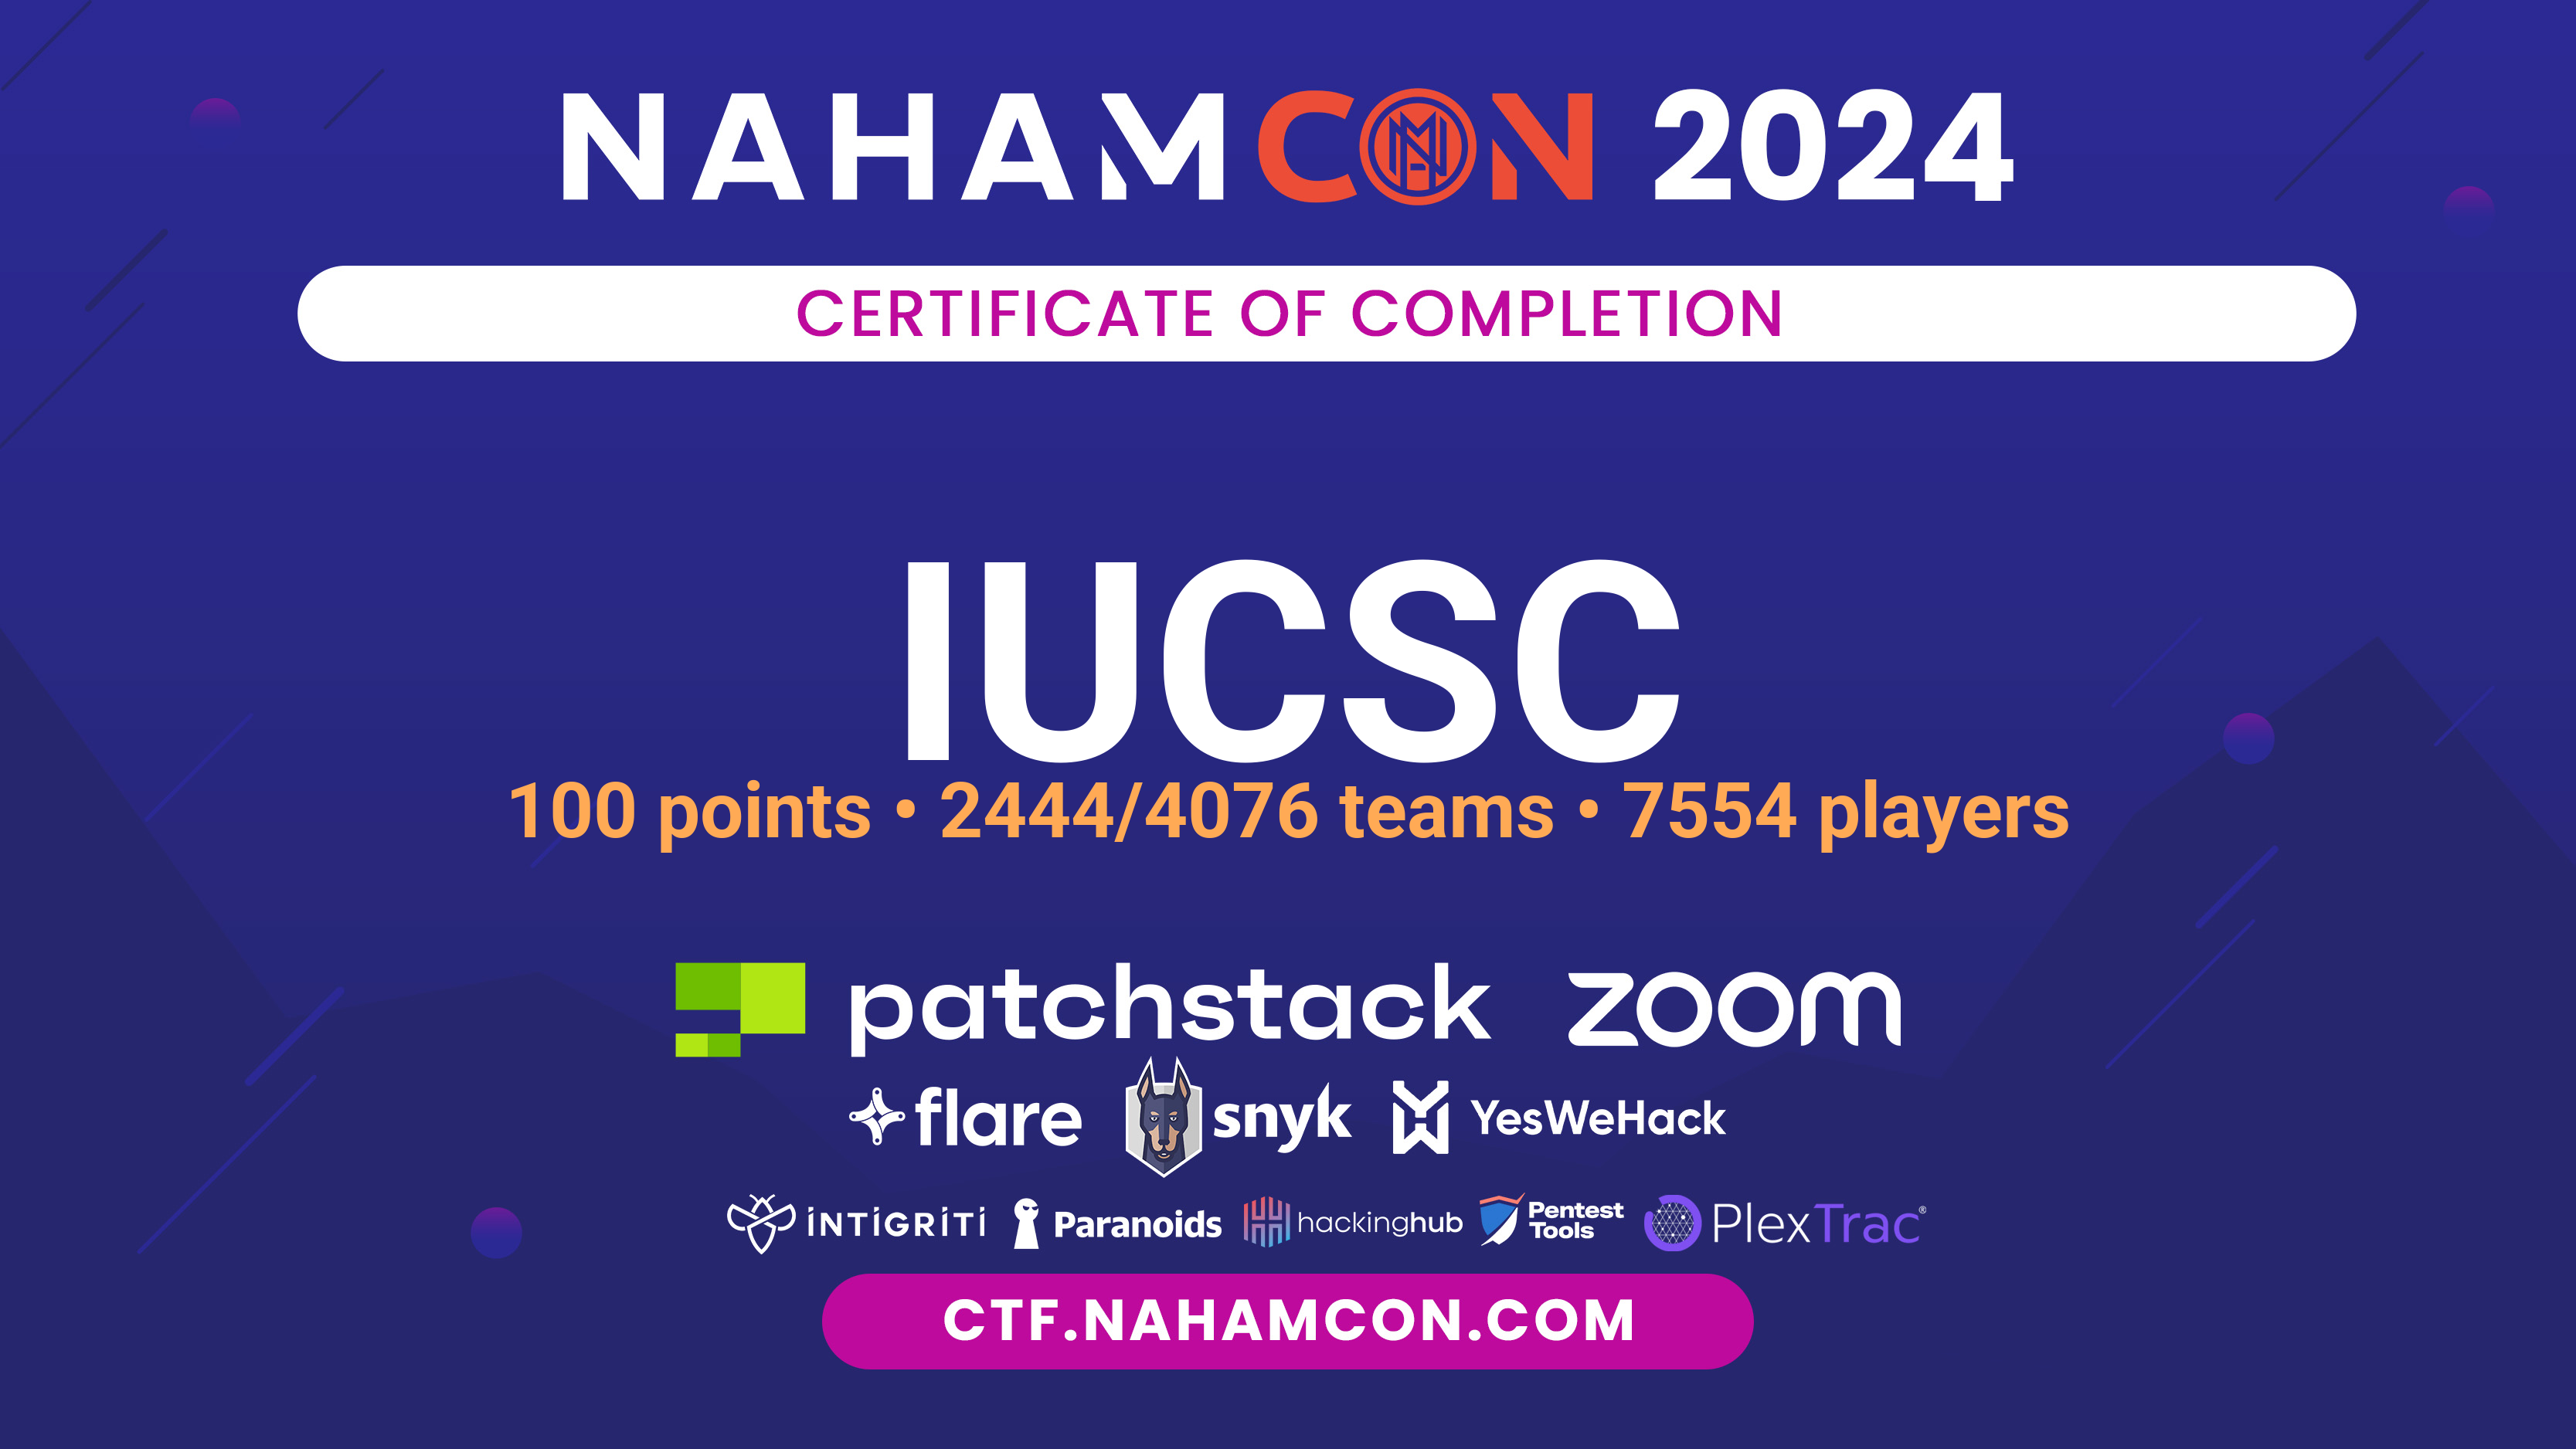 NAHAMCON 2024
CERTIFICATE OF COMPLETION
IUCSC
100 points • 2444/4076 teams • 7554 players
patchstack zoom
flare snyk YesWeHack
INTIGRITI Paranoids hackinghub Pentest Tools PlexTrac®
CTF.NAHAMCON.COM